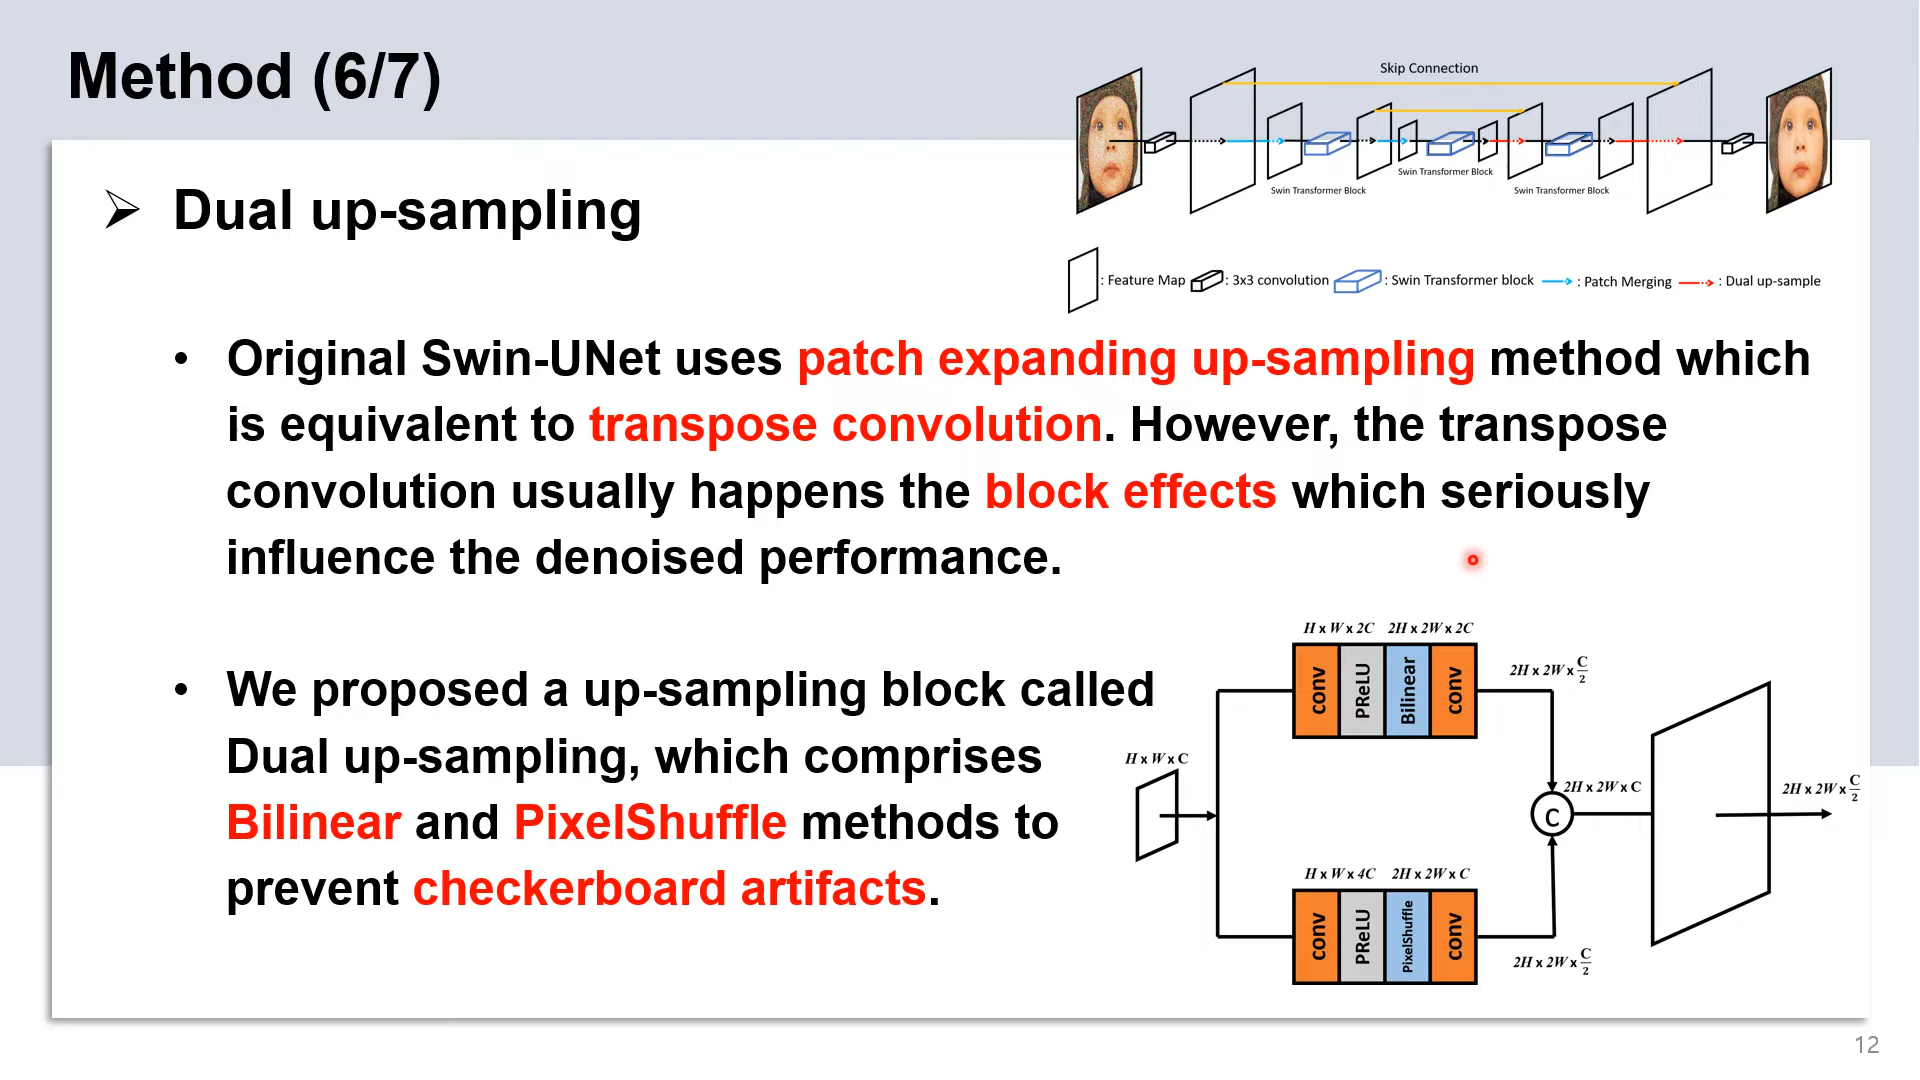 Method (6/7)
Skip Connection
Swin Transformer Block
Swin Transformer Block
Swin Transformer Block
: Feature Map : 3x3 convolution : Swin Transformer block : Patch Merging : Dual up-sample
➢ Dual up-sampling
• Original Swin-UNet uses patch expanding up-sampling method which
is equivalent to transpose convolution. However, the transpose
convolution usually happens the block effects which seriously
influence the denoised performance.
• We proposed a up-sampling block called
Dual up-sampling, which comprises
Bilinear and PixelShuffle methods to
prevent checkerboard artifacts.
H x W x C
H x W x 2C 2H x 2W x 2C
conv PReLU Bilinear conv
2H x 2W x C/2
H x W x 4C 2H x 2W x C
conv PReLU PixelShuffle conv
2H x 2W x C/2
C
2H x 2W x C
2H x 2W x C/2
12